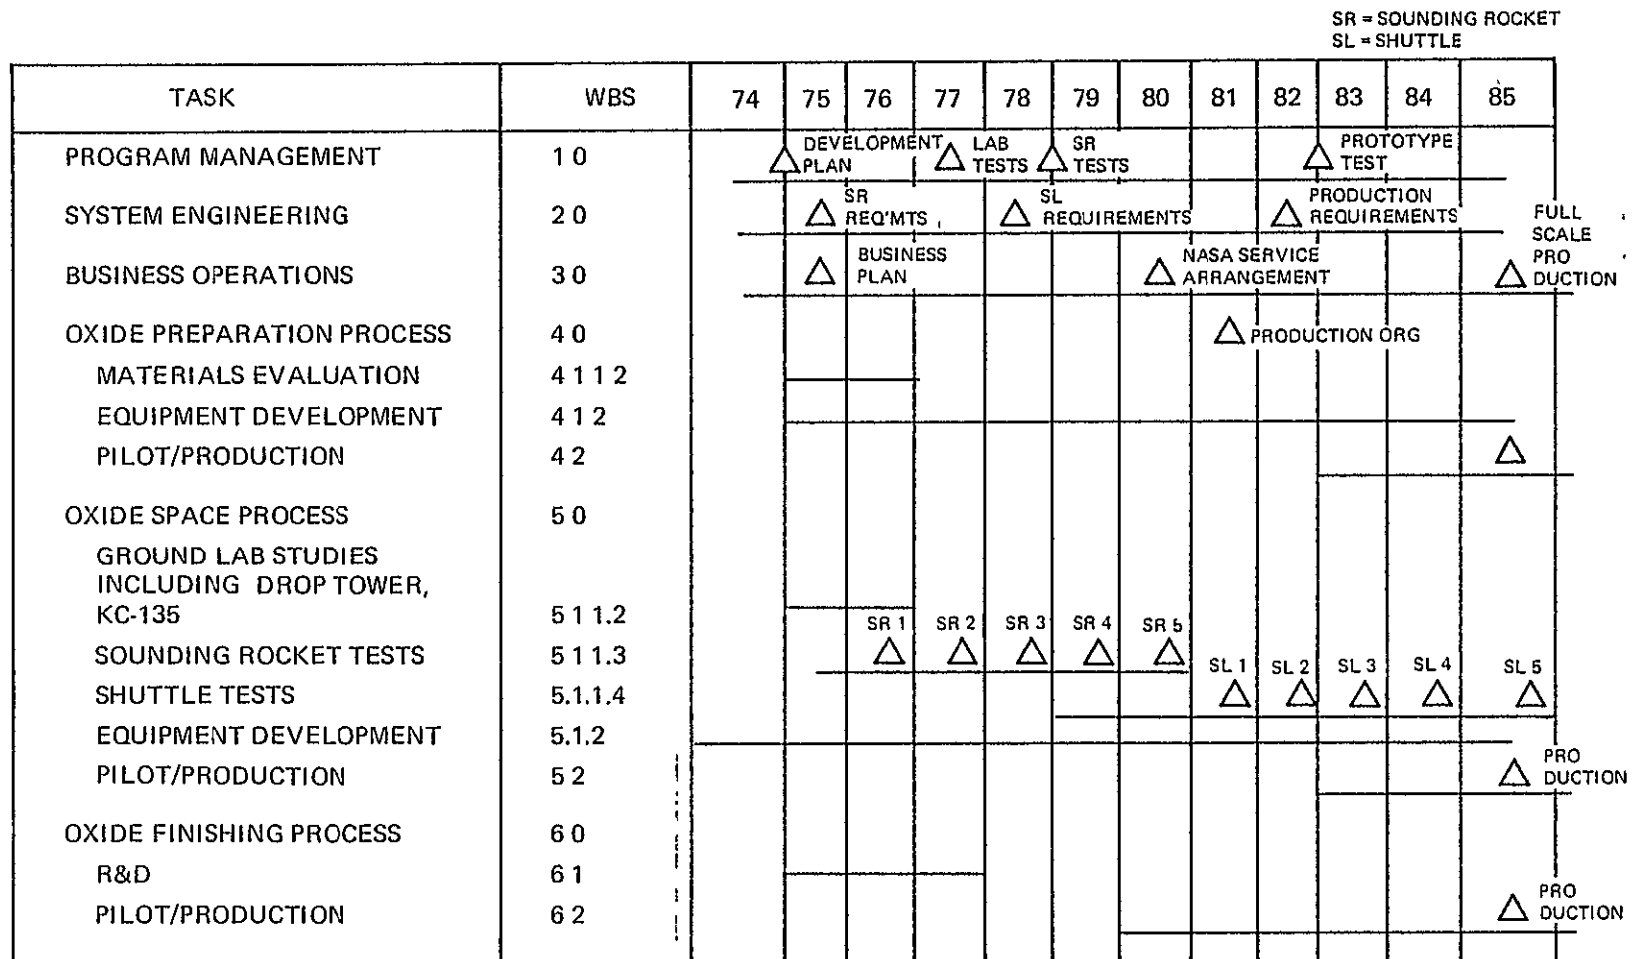 SR = SOUNDING ROCKET
SL = SHUTTLE
TASK WBS 74 75 76 77 78 79 80 81 82 83 84 85
PROGRAM MANAGEMENT 1 0
DEVELOPMENT
PLAN
LAB
TESTS
SR
TESTS
PROTOTYPE
TEST
SYSTEM ENGINEERING 2 0
SR
REQ'MTS
SL
REQUIREMENTS
PRODUCTION
REQUIREMENTS
BUSINESS OPERATIONS 3 0
BUSINESS
PLAN
NASA SERVICE
ARRANGEMENT
FULL
SCALE
PRO
DUCTION
OXIDE PREPARATION PROCESS 4 0
PRODUCTION ORG
MATERIALS EVALUATION 4 1 1 2
EQUIPMENT DEVELOPMENT 4 1 2
PILOT/PRODUCTION 4 2
OXIDE SPACE PROCESS 5 0
GROUND LAB STUDIES
INCLUDING DROP TOWER,
KC-135 5 1 1.2
SR 1 SR 2 SR 3 SR 4 SR 5
SOUNDING ROCKET TESTS 5 1 1.3
SL 1 SL 2 SL 3 SL 4 SL 5
SHUTTLE TESTS 5.1.1.4
EQUIPMENT DEVELOPMENT 5.1.2
PILOT/PRODUCTION 5 2
PRO
DUCTION
OXIDE FINISHING PROCESS 6 0
R&D 6 1
PILOT/PRODUCTION 6 2
PRO
DUCTION